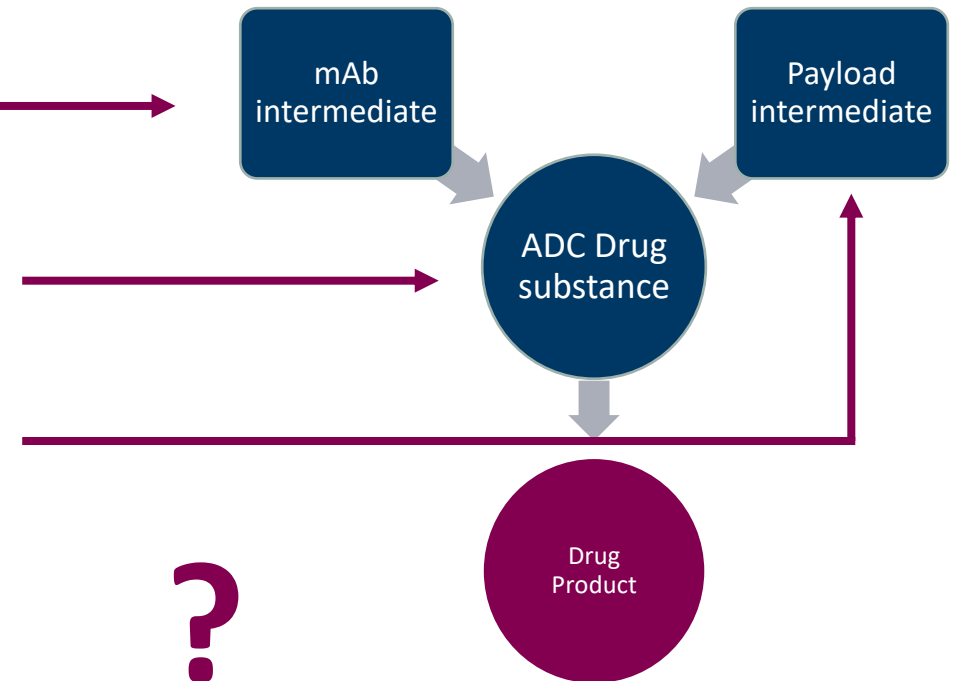 mAb
intermediate
Payload
intermediate
ADC Drug
substance
Drug
Product
?